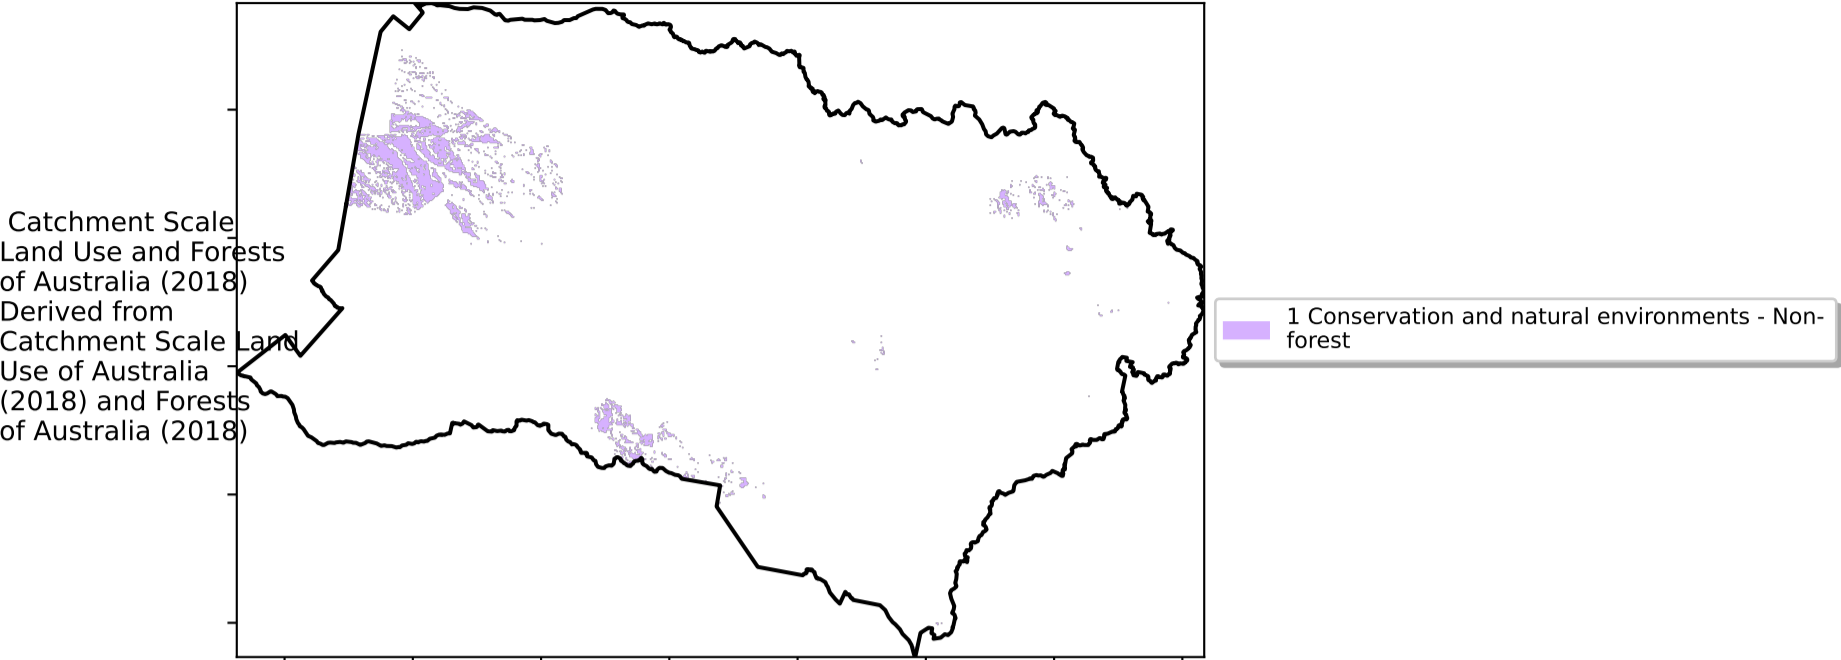 Catchment Scale
Land Use and Forests
of Australia (2018)
Derived from
Catchment Scale Land
Use of Australia
(2018) and Forests
of Australia (2018)
1 Conservation and natural environments - Non-
forest